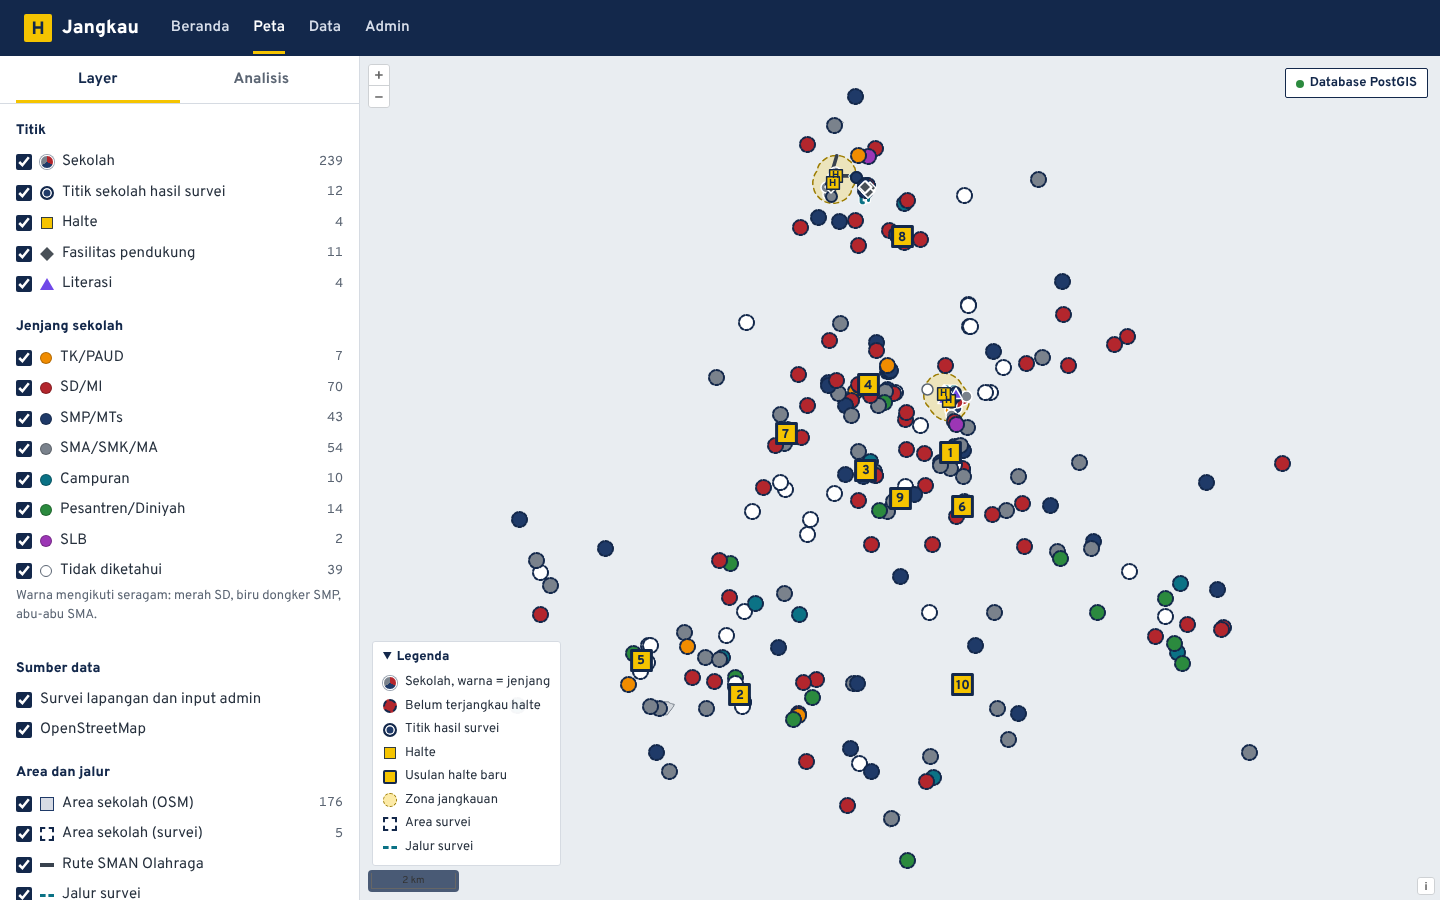 H Jangkau Beranda Peta Data Admin
Layer Analisis
+
−
Database PostGIS
Titik
Sekolah 239
Titik sekolah hasil survei 12
Halte 4
Fasilitas pendukung 11
Literasi 4
Jenjang sekolah
TK/PAUD 7
SD/MI 70
SMP/MTs 43
SMA/SMK/MA 54
Campuran 10
Pesantren/Diniyah 14
SLB 2
Tidak diketahui 39
Warna mengikuti seragam: merah SD, biru dongker SMP,
abu-abu SMA.
Sumber data
Survei lapangan dan input admin
OpenStreetMap
Area dan jalur
Area sekolah (OSM) 176
Area sekolah (survei) 5
Rute SMAN Olahraga
Jalur survei
H
H
8
4
H
H
7
1
3
9
6
5
2
10
▼ Legenda
Sekolah, warna = jenjang
Belum terjangkau halte
Titik hasil survei
Halte
Usulan halte baru
Zona jangkauan
Area survei
Jalur survei
2 km
i